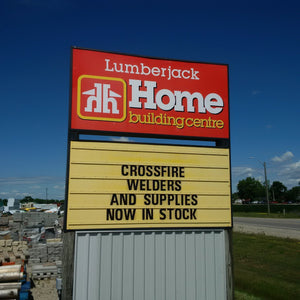 Lumberjack
Home
building centre
CROSSFIRE
WELDERS
AND SUPPLIES
NOW IN STOCK